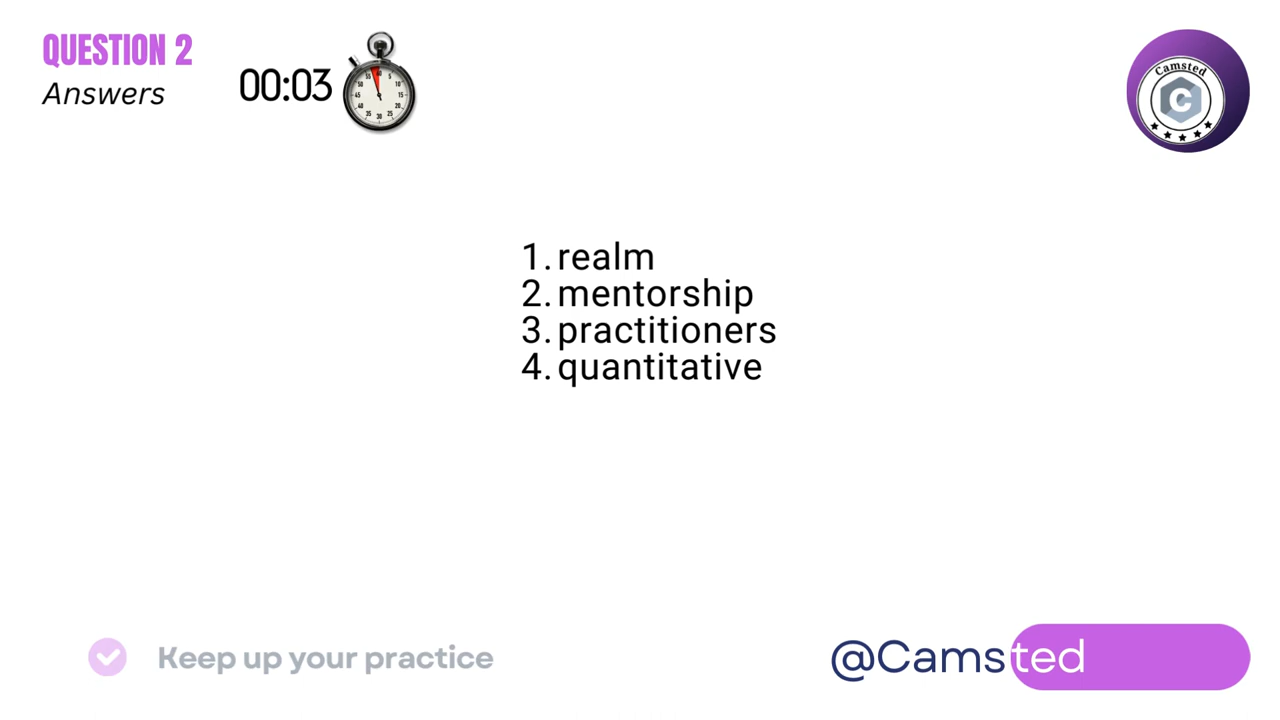 QUESTION 2
Answers
00:03
Camsted
C
1. realm
2. mentorship
3. practitioners
4. quantitative
Keep up your practice
@Camsted